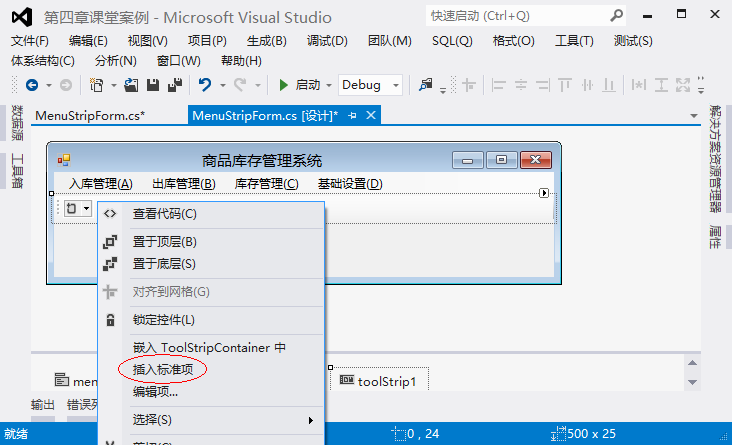 第四章课堂案例 - Microsoft Visual Studio
快速启动 (Ctrl+Q)
文件(F) 编辑(E) 视图(V) 项目(P) 生成(B) 调试(D) 团队(M) SQL(Q) 格式(O) 工具(T) 测试(S)
体系结构(C) 分析(N) 窗口(W) 帮助(H)
启动 Debug
数据源
工具箱
MenuStripForm.cs*
MenuStripForm.cs [设计]*
解决方案资源管理器
属性
商品库存管理系统
入库管理(A) 出库管理(B) 库存管理(C) 基础设置(D)
查看代码(C)
置于顶层(B)
置于底层(S)
对齐到网格(G)
锁定控件(L)
嵌入 ToolStripContainer 中
插入标准项
编辑项...
选择(S)
men
toolStrip1
输出 错误列
就绪
0 , 24
500 x 25